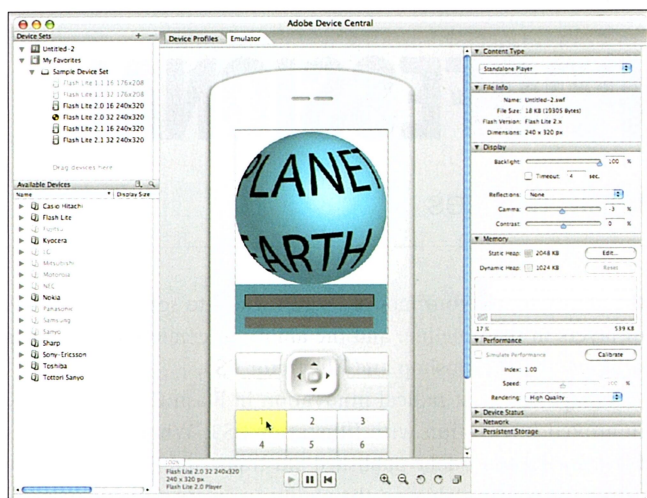 Adobe Device Central
Device Sets
Untitled-2
My Favorites
Sample Device Set
Flash Lite 1.1 16 176x208
Flash Lite 1.1 32 176x208
Flash Lite 2.0 16 240x320
Flash Lite 2.0 32 240x320
Flash Lite 2.1 16 240x320
Flash Lite 2.1 32 240x320
Drag devices here
Available Devices
Name
Display Size
Casio Hitachi
Flash Lite
Fujitsu
Kyocera
LG
Mitsubishi
Motorola
NEC
Nokia
Panasonic
Samsung
Sanyo
Sharp
Sony-Ericsson
Toshiba
Tottori Sanyo
Device Profiles
Emulator
PLANET
EARTH
1 2 3
4 5 6
Flash Lite 2.0 32 240x320
240 x 320 px
Flash Lite 2.0 Player
Content Type
Standalone Player
File Info
Name: Untitled-2.swf
File Size: 18 KB (19305 Bytes)
Flash Version: Flash Lite 2.x
Dimensions: 240 x 320 px
Display
Backlight: 100 %
Timeout 4 sec.
Reflections: None
Gamma: -3 %
Contrast: 0 %
Memory
Static Heap: 2048 KB Edit...
Dynamic Heap: 1024 KB Reset
17 % 539 KB
Performance
Simulate Performance Calibrate
Index: 1.00
Speed: 100 %
Rendering: High Quality
Device Status
Network
Persistent Storage